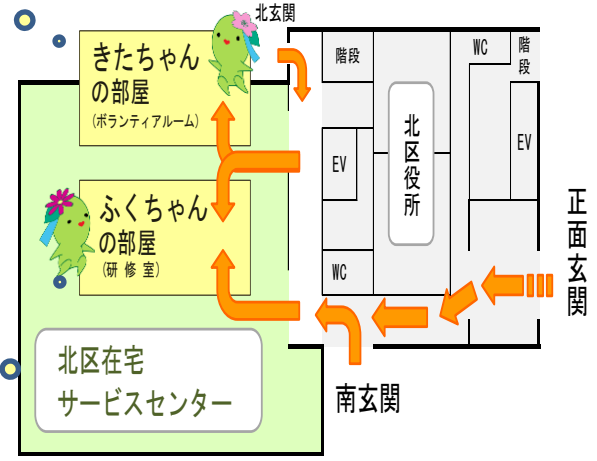 北玄関
きたちゃん
の部屋
(ボランティアルーム)
階段
WC
階段
EV
EV
北区役所
ふくちゃん
の部屋
(研修室)
WC
正面玄関
北区在宅
サービスセンター
南玄関